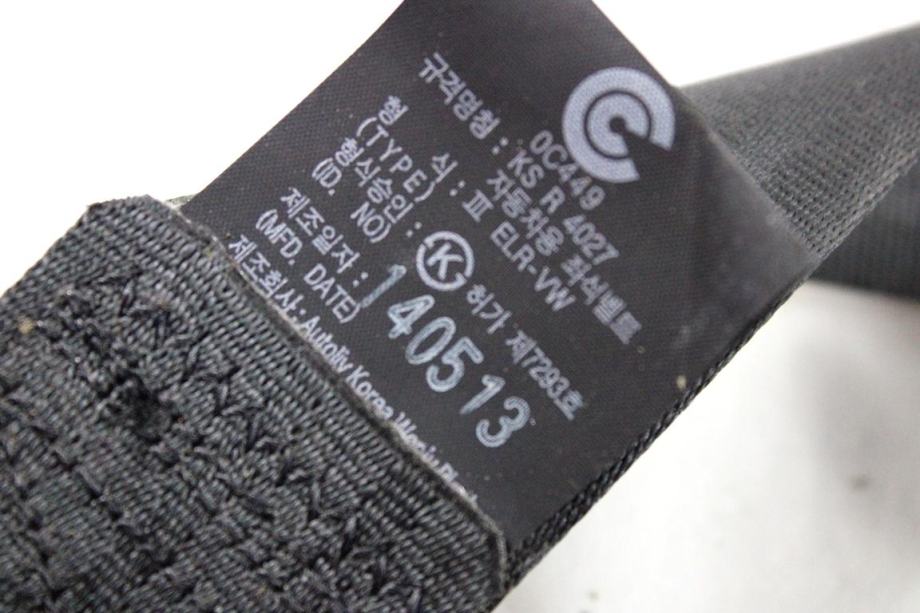 0C449
규격명칭 : KS R 4027
자동차용 좌석벨트
형 식 : Ⅲ ELR-VW
(TYPE)
형식승인 : K 허가 제7293호
(ID. NO)
제조일자 : 140513
(MFD. DATE)
제조회사 : Autoliv Korea